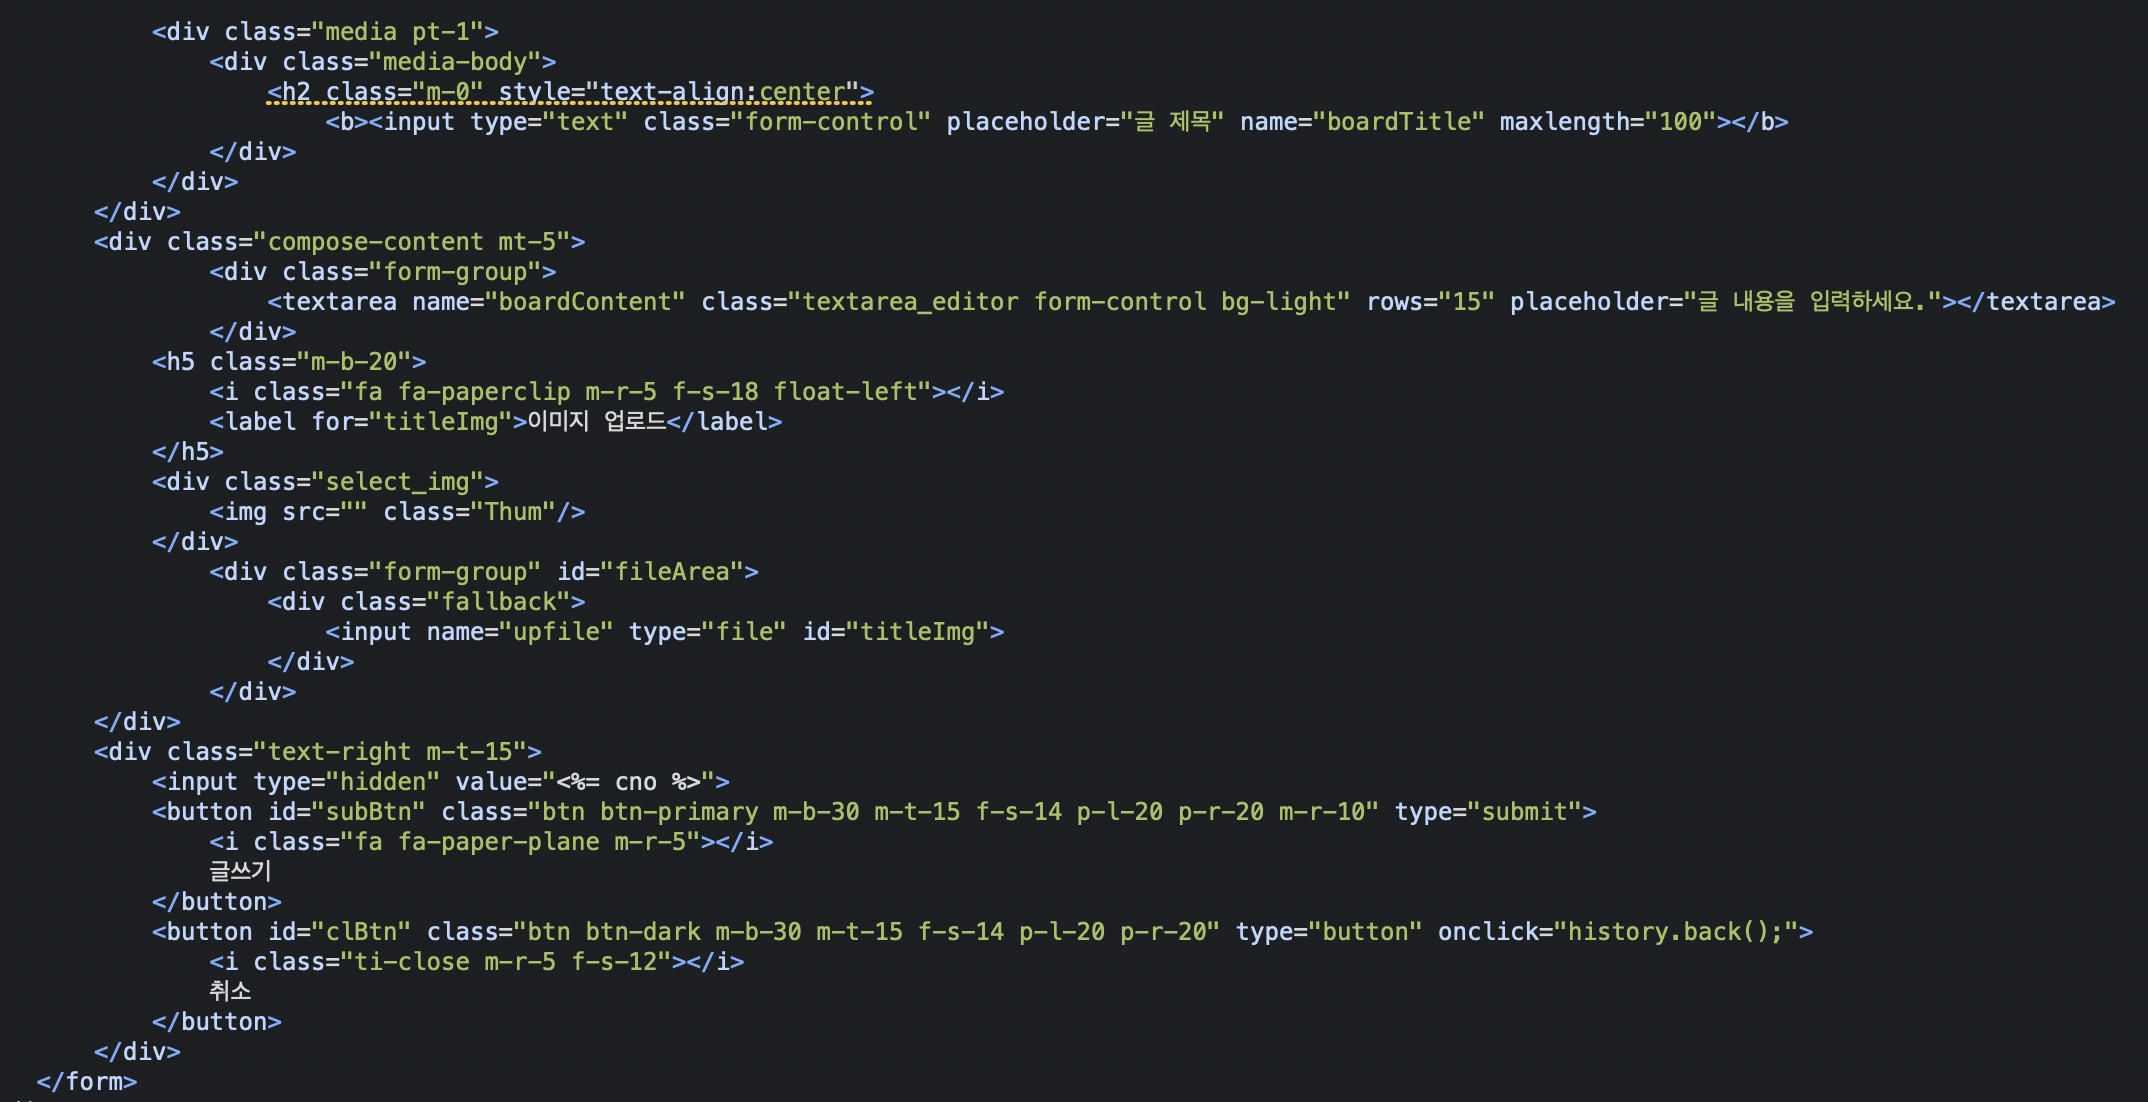 <div class="media pt-1">
<div class="media-body">
<h2 class="m-0" style="text-align:center">
<b><input type="text" class="form-control" placeholder="글 제목" name="boardTitle" maxlength="100"></b>
</div>
</div>
</div>
<div class="compose-content mt-5">
<div class="form-group">
<textarea name="boardContent" class="textarea_editor form-control bg-light" rows="15" placeholder="글 내용을 입력하세요."></textarea>
</div>
<h5 class="m-b-20">
<i class="fa fa-paperclip m-r-5 f-s-18 float-left"></i>
<label for="titleImg">이미지 업로드</label>
</h5>
<div class="select_img">
<img src="" class="Thum"/>
</div>
<div class="form-group" id="fileArea">
<div class="fallback">
<input name="upfile" type="file" id="titleImg">
</div>
</div>
</div>
<div class="text-right m-t-15">
<input type="hidden" value="<%= cno %>">
<button id="subBtn" class="btn btn-primary m-b-30 m-t-15 f-s-14 p-l-20 p-r-20 m-r-10" type="submit">
<i class="fa fa-paper-plane m-r-5"></i>
글쓰기
</button>
<button id="clBtn" class="btn btn-dark m-b-30 m-t-15 f-s-14 p-l-20 p-r-20" type="button" onclick="history.back();">
<i class="ti-close m-r-5 f-s-12"></i>
취소
</button>
</div>
</form>